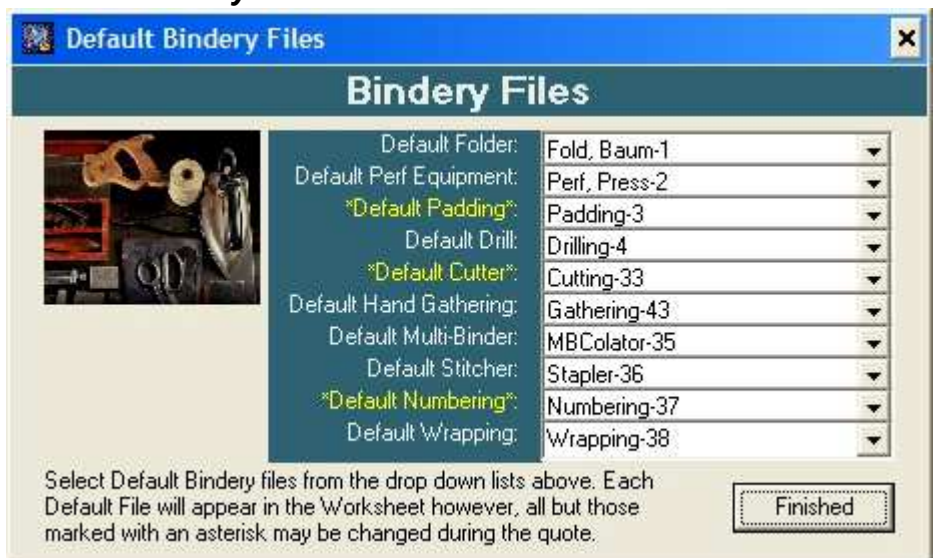 Default Bindery Files
Bindery Files
Default Folder: Fold, Baum-1
Default Perf Equipment: Perf, Press-2
*Default Padding*: Padding-3
Default Drill: Drilling-4
*Default Cutter*: Cutting-33
Default Hand Gathering: Gathering-43
Default Multi-Binder: MBColator-35
Default Stitcher: Stapler-36
*Default Numbering*: Numbering-37
Default Wrapping: Wrapping-38
Select Default Bindery files from the drop down lists above. Each
Default File will appear in the Worksheet however, all but those
marked with an asterisk may be changed during the quote.
Finished